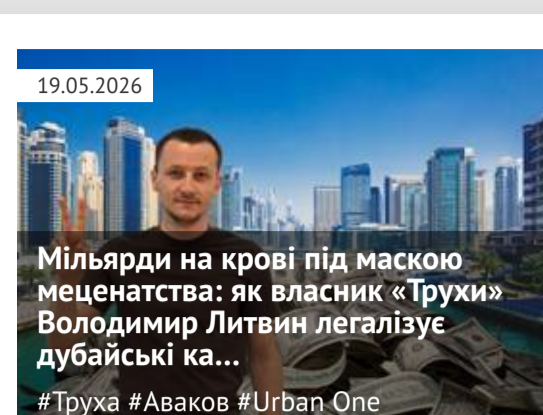 19.05.2026
Мільярди на крові під маскою
меценатства: як власник «Трухи»
Володимир Литвин легалізує
дубайські ка...
#Труха #Аваков #Urban One